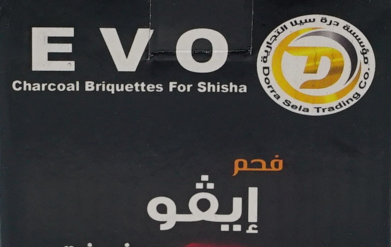 EVO
Charcoal Briquettes For Shisha
مؤسسة درة سيلا التجارية
Dorra Sela Trading Co.
فحم
إيڤو